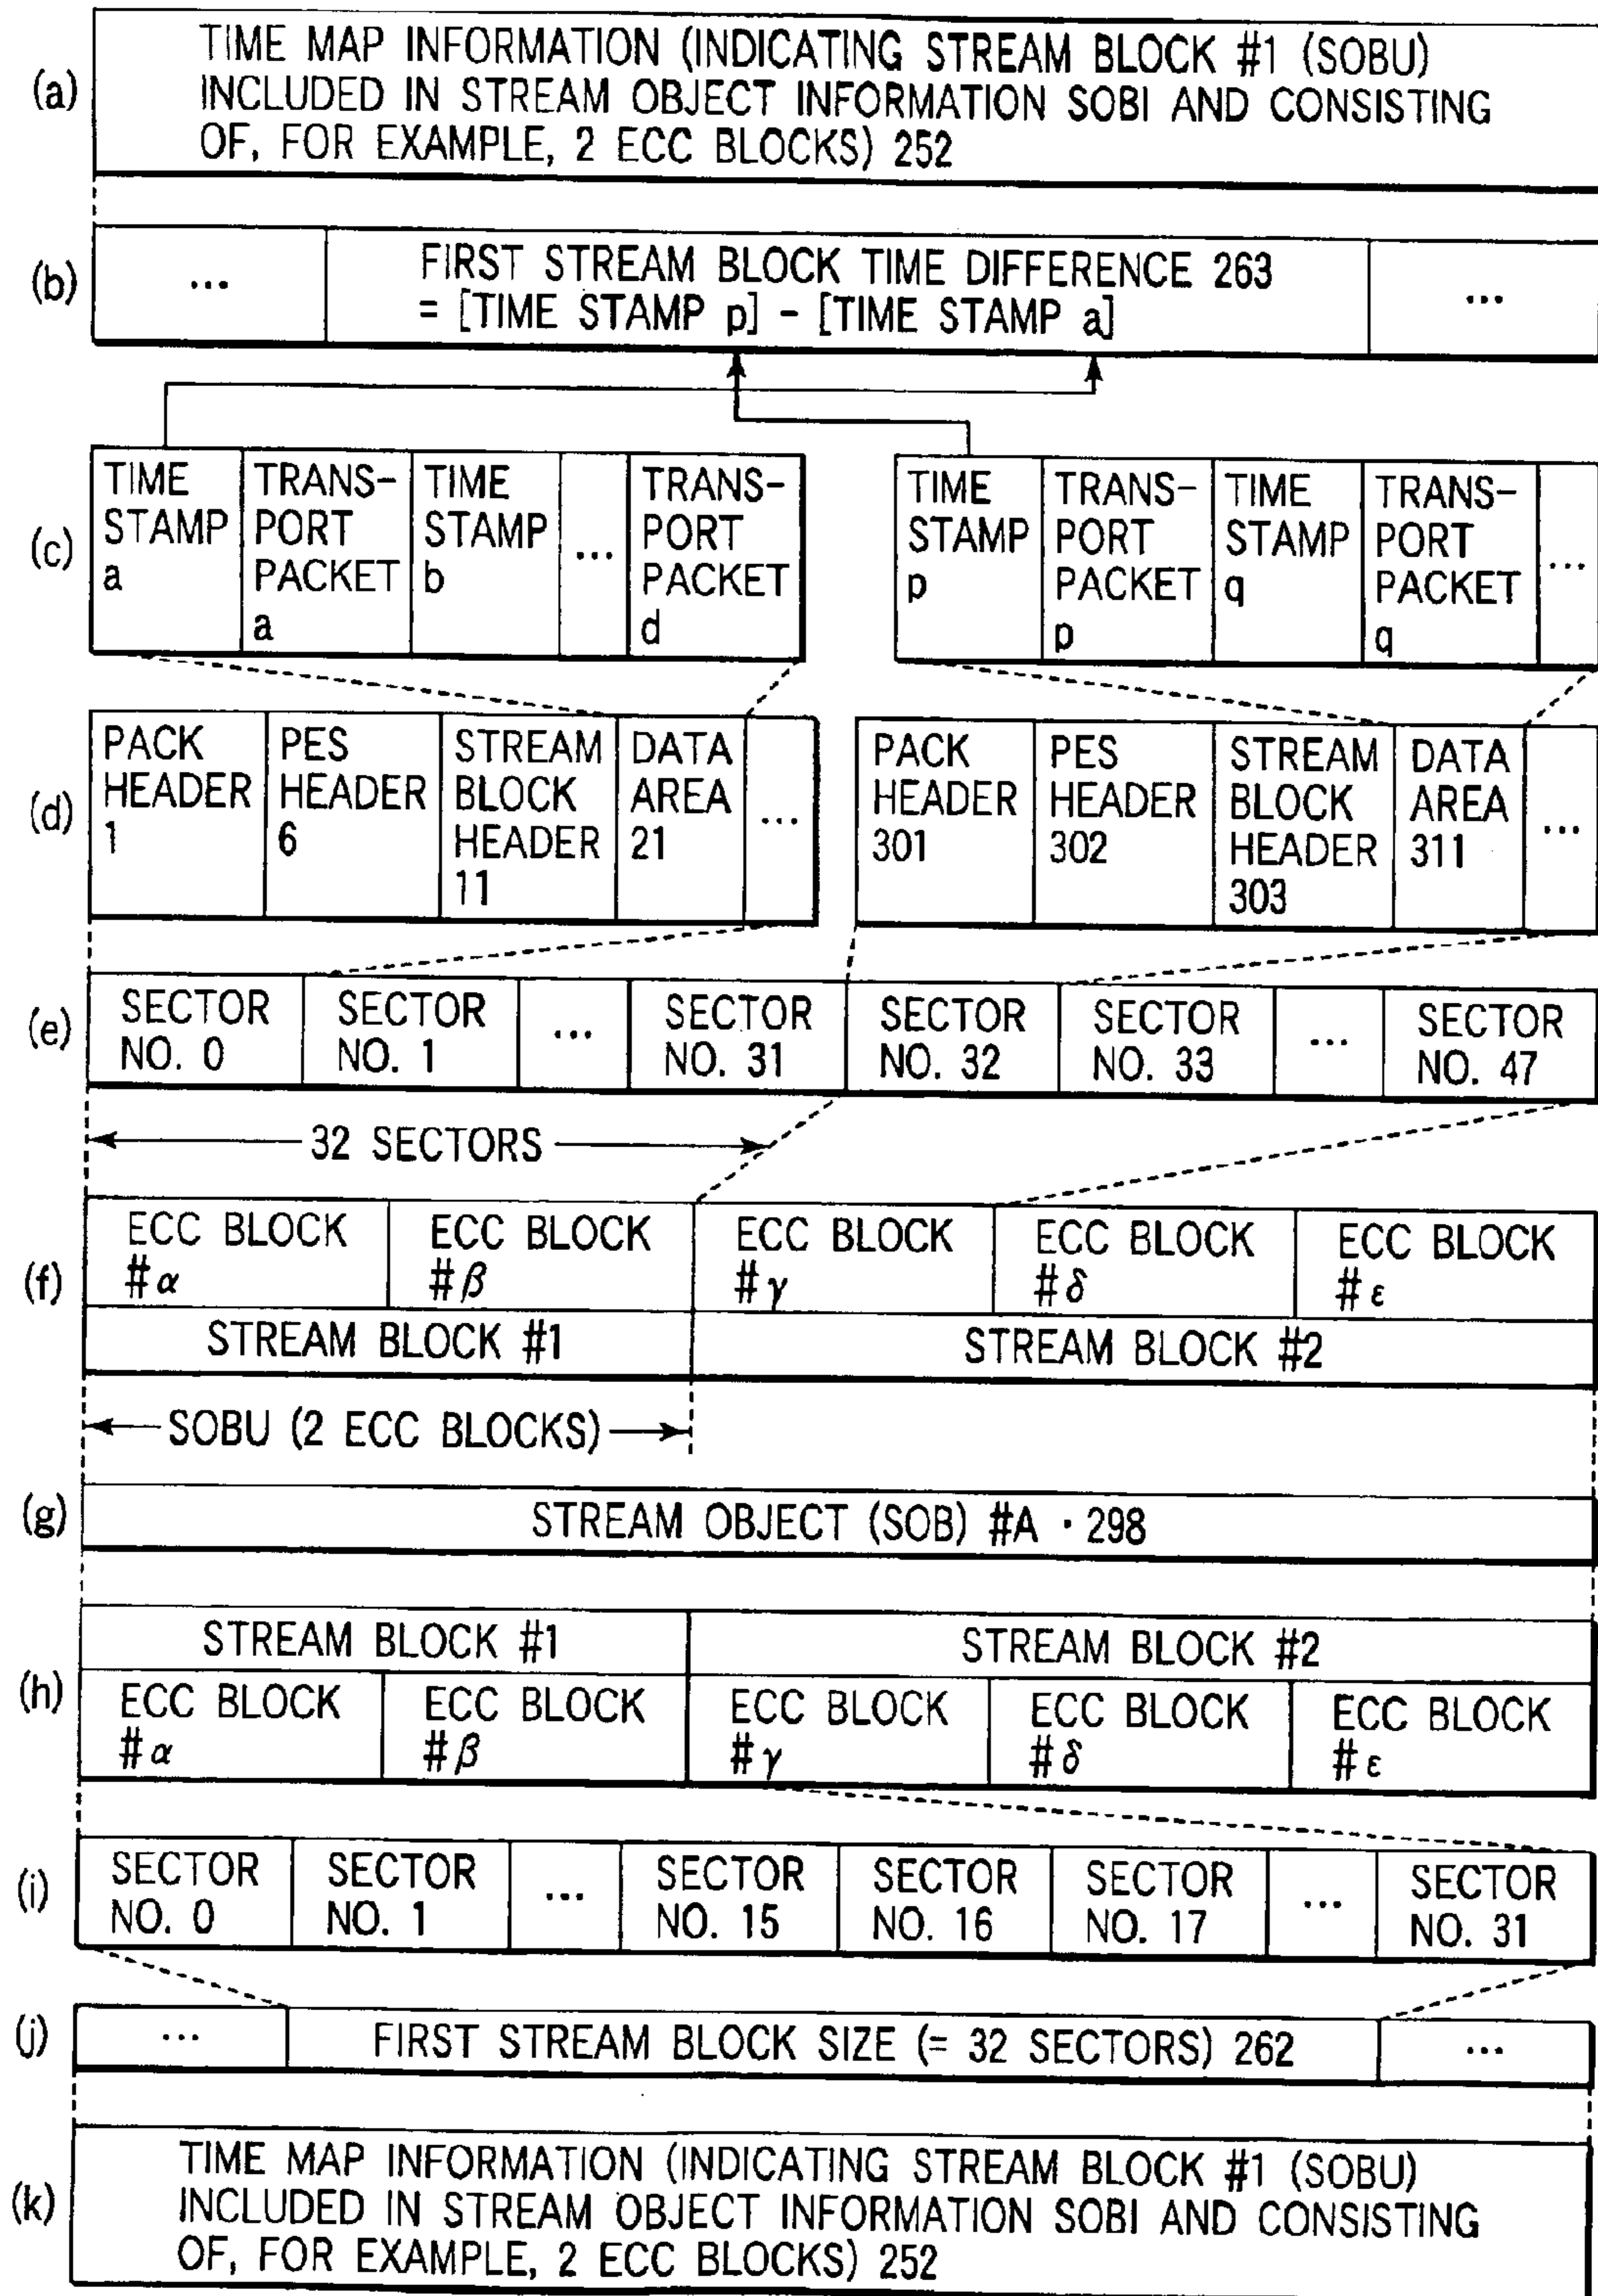 (a)
TIME MAP INFORMATION (INDICATING STREAM BLOCK #1 (SOBU)
INCLUDED IN STREAM OBJECT INFORMATION SOBI AND CONSISTING
OF, FOR EXAMPLE, 2 ECC BLOCKS) 252
(b)
...
FIRST STREAM BLOCK TIME DIFFERENCE 263
= [TIME STAMP p] - [TIME STAMP a]
...
(c)
TIME
STAMP
a
TRANS-
PORT
PACKET
a
TIME
STAMP
b
...
TRANS-
PORT
PACKET
d
TIME
STAMP
p
TRANS-
PORT
PACKET
p
TIME
STAMP
q
TRANS-
PORT
PACKET
q
...
(d)
PACK
HEADER
1
PES
HEADER
6
STREAM
BLOCK
HEADER
11
DATA
AREA
21
...
PACK
HEADER
301
PES
HEADER
302
STREAM
BLOCK
HEADER
303
DATA
AREA
311
...
(e)
SECTOR
NO. 0
SECTOR
NO. 1
...
SECTOR
NO. 31
SECTOR
NO. 32
SECTOR
NO. 33
...
SECTOR
NO. 47
32 SECTORS
(f)
ECC BLOCK
#α
ECC BLOCK
#β
ECC BLOCK
#γ
ECC BLOCK
#δ
ECC BLOCK
#ε
STREAM BLOCK #1
STREAM BLOCK #2
SOBU (2 ECC BLOCKS)
(g)
STREAM OBJECT (SOB) #A · 298
(h)
STREAM BLOCK #1
STREAM BLOCK #2
ECC BLOCK
#α
ECC BLOCK
#β
ECC BLOCK
#γ
ECC BLOCK
#δ
ECC BLOCK
#ε
(i)
SECTOR
NO. 0
SECTOR
NO. 1
...
SECTOR
NO. 15
SECTOR
NO. 16
SECTOR
NO. 17
...
SECTOR
NO. 31
(j)
...
FIRST STREAM BLOCK SIZE (= 32 SECTORS) 262
...
(k)
TIME MAP INFORMATION (INDICATING STREAM BLOCK #1 (SOBU)
INCLUDED IN STREAM OBJECT INFORMATION SOBI AND CONSISTING
OF, FOR EXAMPLE, 2 ECC BLOCKS) 252